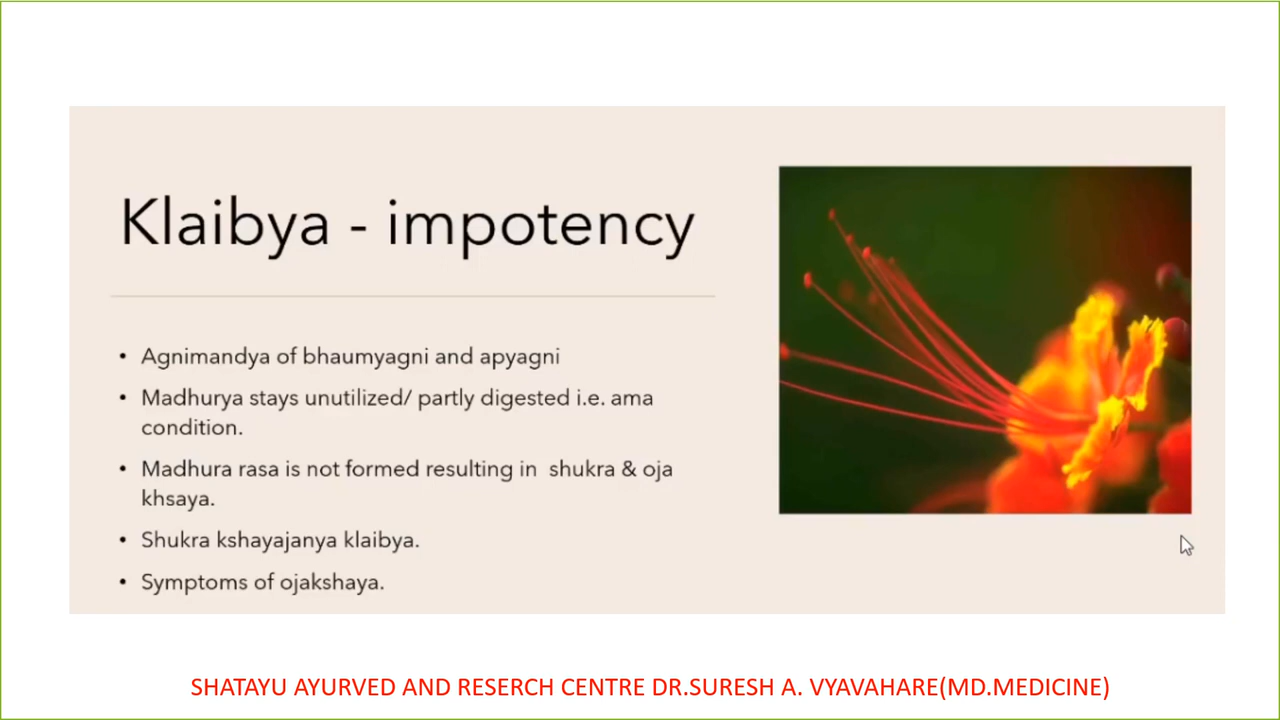 Klaibya - impotency
• Agnimandya of bhaumyagni and apyagni
• Madhurya stays unutilized/ partly digested i.e. ama
condition.
• Madhura rasa is not formed resulting in  shukra & oja
khsaya.
• Shukra kshayajanya klaibya.
• Symptoms of ojakshaya.
SHATAYU AYURVED AND RESERCH CENTRE DR.SURESH A. VYAVAHARE(MD.MEDICINE)